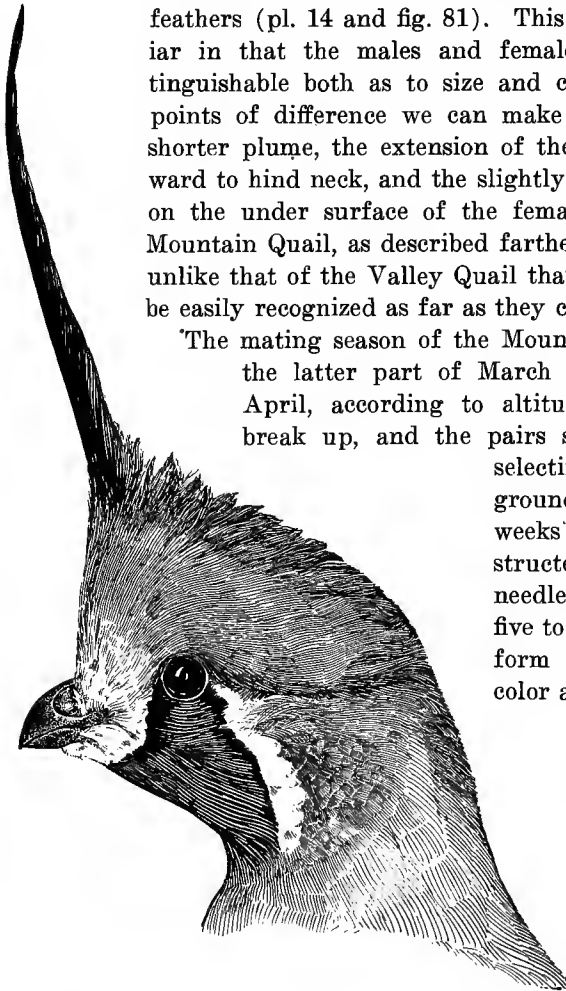 feathers (pl. 14 and fig. 81). This
iar in that the males and female
tinguishable both as to size and c
points of difference we can make
shorter plume, the extension of the
ward to hind neck, and the slightly
on the under surface of the fema
Mountain Quail, as described farthe
unlike that of the Valley Quail tha
be easily recognized as far as they c
The mating season of the Moun
the latter part of March
April, according to altitu
break up, and the pairs s
selecti
ground
weeks
structe
needle
five to
form
color a